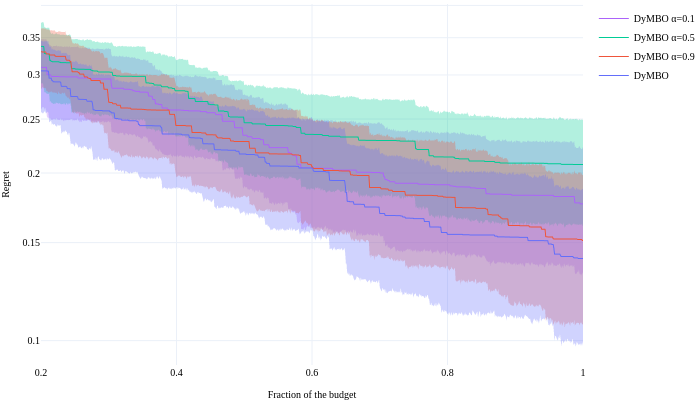 0.35
0.3
0.25
0.2
0.15
0.1
Regret
0.2
0.4
0.6
0.8
1
Fraction of the budget
DyMBO α=0.1
DyMBO α=0.5
DyMBO α=0.9
DyMBO